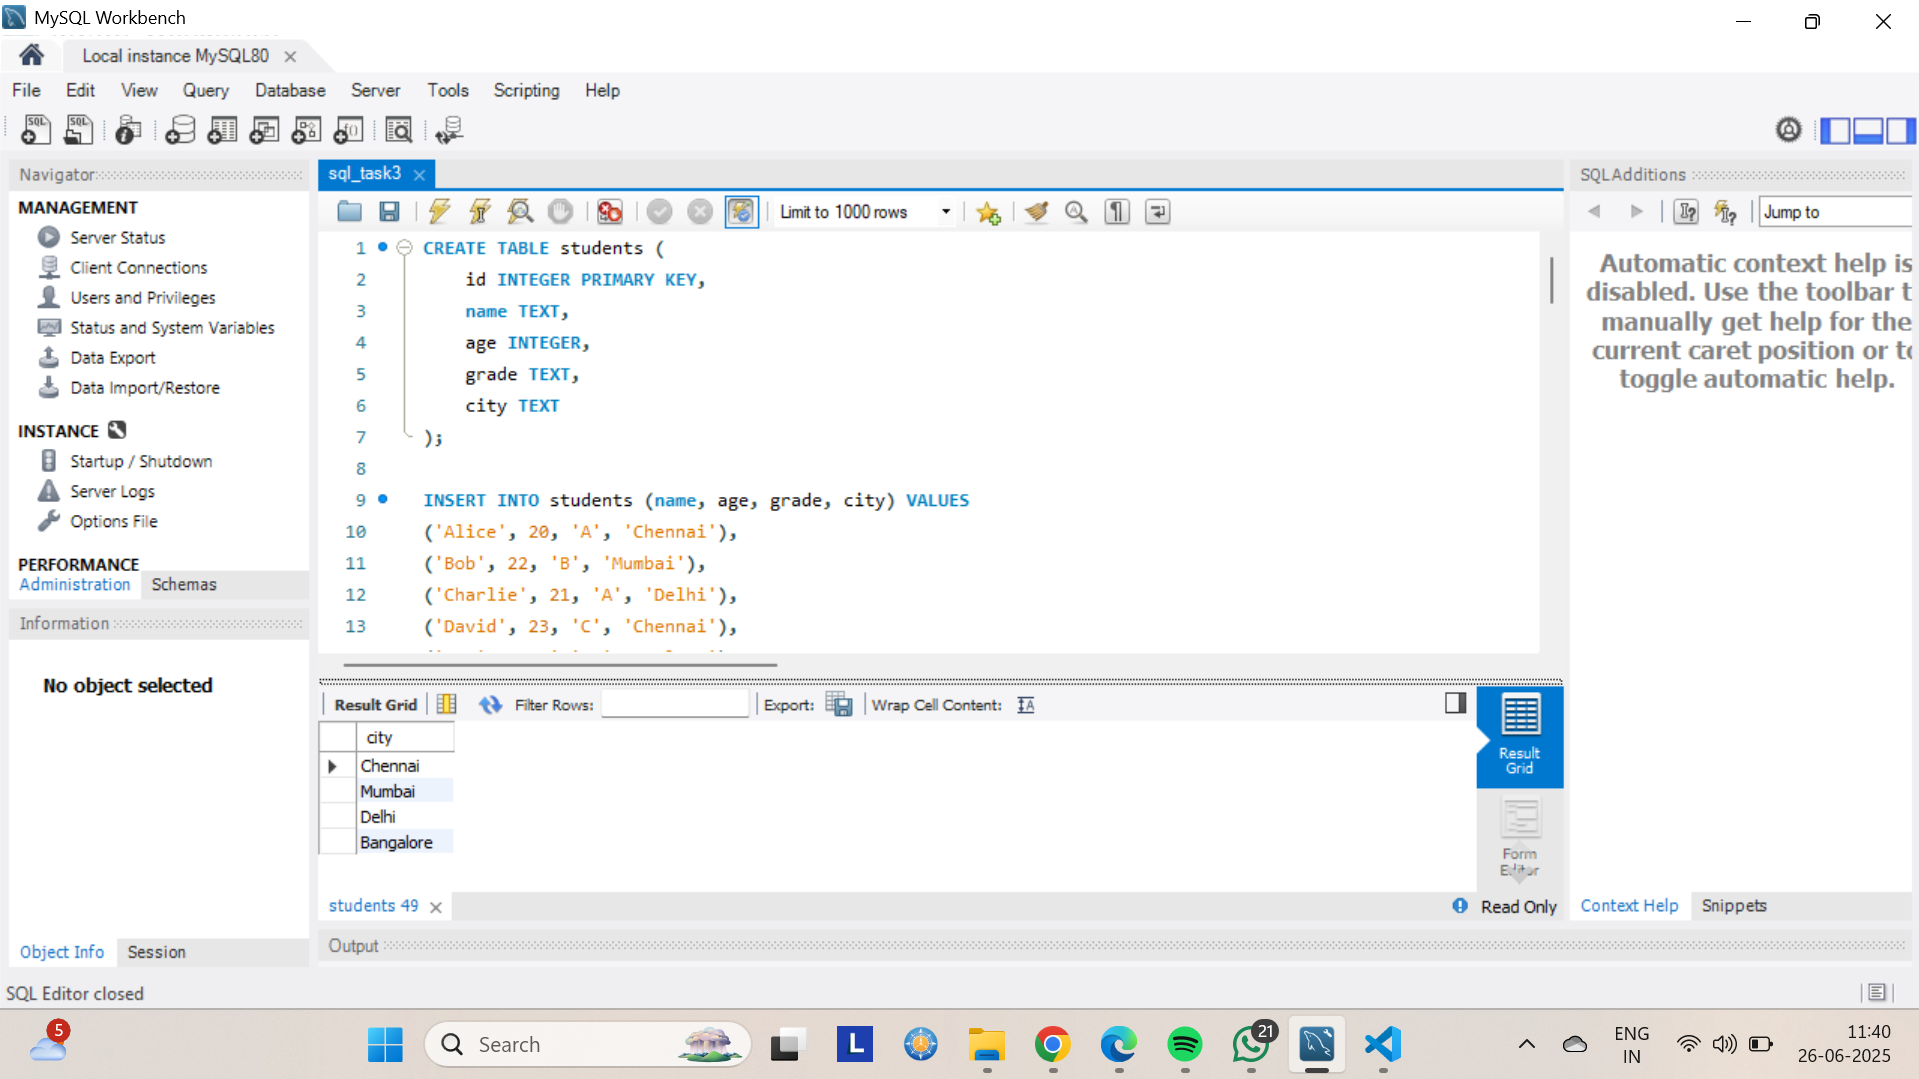 MySQL Workbench
Local instance MySQL80
File Edit View Query Database Server Tools Scripting Help
Navigator
MANAGEMENT
Server Status
Client Connections
Users and Privileges
Status and System Variables
Data Export
Data Import/Restore
INSTANCE
Startup / Shutdown
Server Logs
Options File
PERFORMANCE
Administration Schemas
Information
No object selected
Object Info Session
sql_task3
Limit to 1000 rows
1 CREATE TABLE students (
2 id INTEGER PRIMARY KEY,
3 name TEXT,
4 age INTEGER,
5 grade TEXT,
6 city TEXT
7 );
8
9 INSERT INTO students (name, age, grade, city) VALUES
10 ('Alice', 20, 'A', 'Chennai'),
11 ('Bob', 22, 'B', 'Mumbai'),
12 ('Charlie', 21, 'A', 'Delhi'),
13 ('David', 23, 'C', 'Chennai'),
Result Grid Filter Rows: Export: Wrap Cell Content:
city
Chennai
Mumbai
Delhi
Bangalore
Result
Grid
Form
Editor
students 49
Read Only
Output
SQLAdditions
Jump to
Automatic context help is
disabled. Use the toolbar t
manually get help for the
current caret position or to
toggle automatic help.
Context Help Snippets
SQL Editor closed
5
Search
L
21
ENG
IN
11:40
26-06-2025